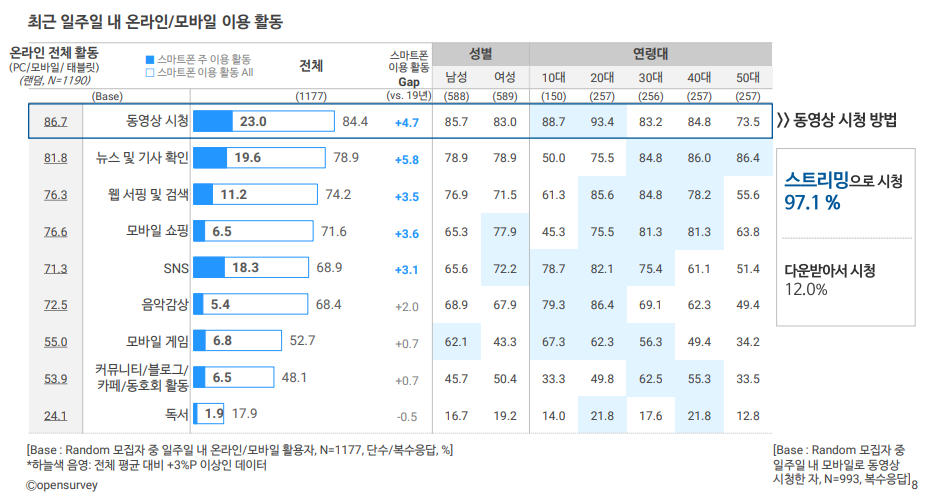 최근 일주일 내 온라인/모바일 이용 활동
온라인 전체 활동
(PC/모바일/ 태블릿)
(랜덤, N=1190)
스마트폰 주 이용 활동
스마트폰 이용 활동 All
전체
스마트폰
이용 활동
Gap
(vs. 19년)
성별
연령대
남성 여성 10대 20대 30대 40대 50대
(Base) (1177) (588) (589) (150) (257) (256) (257) (257)
86.7 동영상 시청 23.0 84.4 +4.7 85.7 83.0 88.7 93.4 83.2 84.8 73.5
81.8 뉴스 및 기사 확인 19.6 78.9 +5.8 78.9 78.9 50.0 75.5 84.8 86.0 86.4
76.3 웹 서핑 및 검색 11.2 74.2 +3.5 76.9 71.5 61.3 85.6 84.8 78.2 55.6
76.6 모바일 쇼핑 6.5 71.6 +3.6 65.3 77.9 45.3 75.5 81.3 81.3 63.8
71.3 SNS 18.3 68.9 +3.1 65.6 72.2 78.7 82.1 75.4 61.1 51.4
72.5 음악감상 5.4 68.4 +2.0 68.9 67.9 79.3 86.4 69.1 62.3 49.4
55.0 모바일 게임 6.8 52.7 +0.7 62.1 43.3 67.3 62.3 56.3 49.4 34.2
53.9 커뮤니티/블로그/
카페/동호회 활동 6.5 48.1 +0.7 45.7 50.4 33.3 49.8 62.5 55.3 33.5
24.1 독서 1.9 17.9 -0.5 16.7 19.2 14.0 21.8 17.6 21.8 12.8
>> 동영상 시청 방법
스트리밍으로 시청
97.1 %
다운받아서 시청
12.0%
[Base : Random 모집자 중 일주일 내 온라인/모바일 활용자, N=1177, 단수/복수응답, %]
*하늘색 음영: 전체 평균 대비 +3%P 이상인 데이터
[Base : Random 모집자 중
일주일 내 모바일로 동영상
시청한 자, N=993, 복수응답]
©opensurvey
8